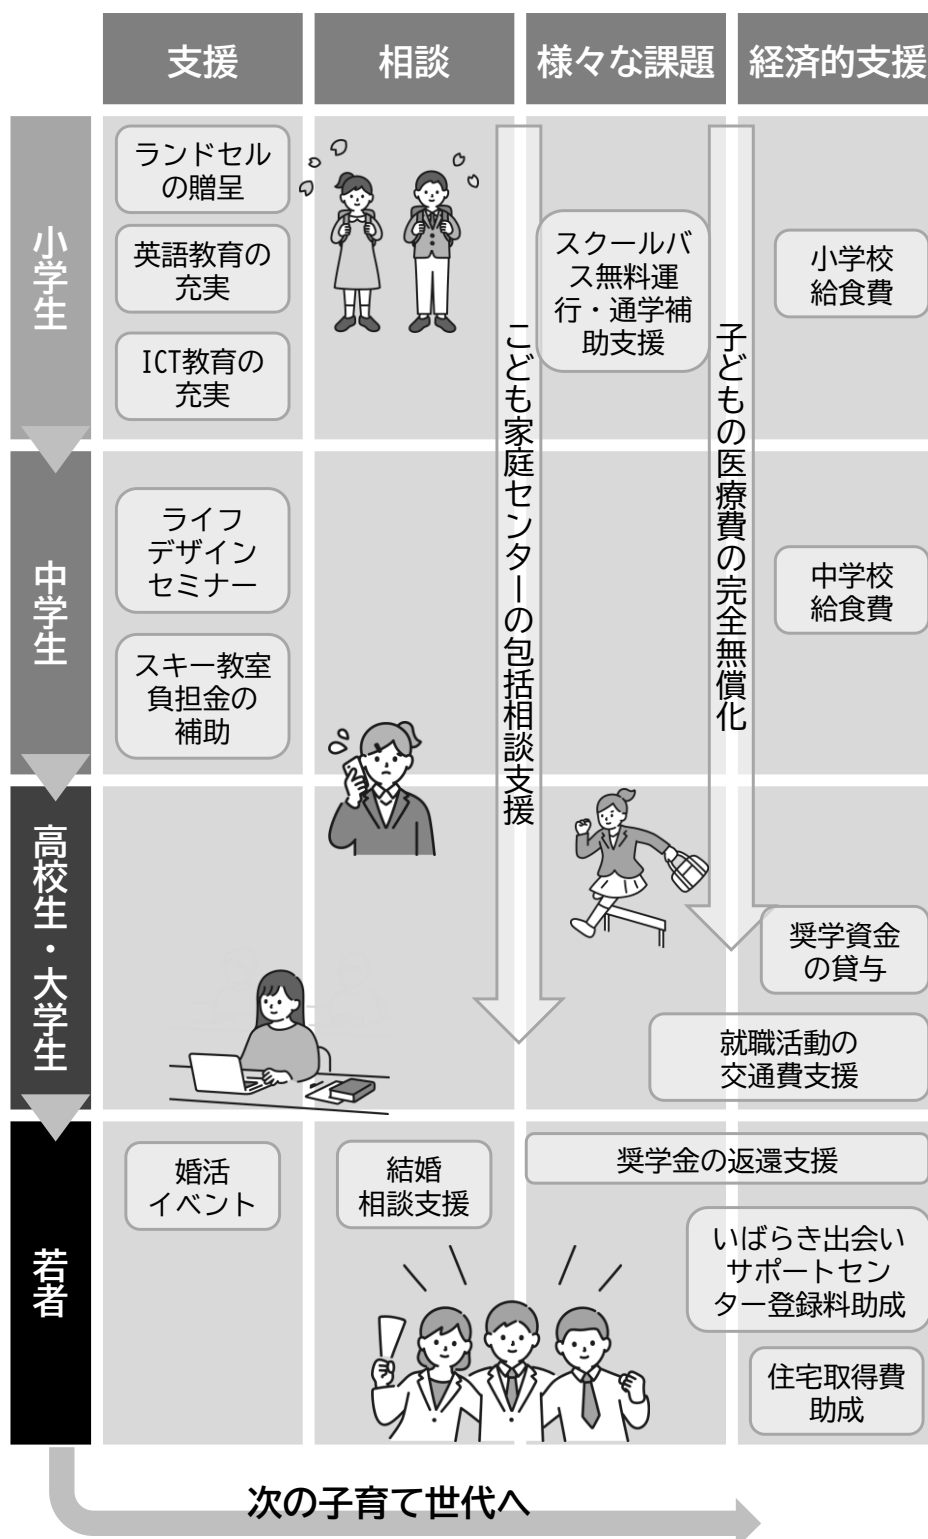 支援
相談
様々な課題
経済的支援
小学生
ランドセル
の贈呈
英語教育の
充実
ICT教育の
充実
スクールバ
ス無料運
行・通学補
助支援
小学校
給食費
こども家庭センターの包括相談支援
子どもの医療費の完全無償化
中学生
ライフ
デザイン
セミナー
スキー教室
負担金の
補助
中学校
給食費
高校生・大学生
奨学資金
の貸与
就職活動の
交通費支援
若者
婚活
イベント
結婚
相談支援
奨学金の返還支援
いばらき出会い
サポートセン
ター登録料助成
住宅取得費
助成
次の子育て世代へ